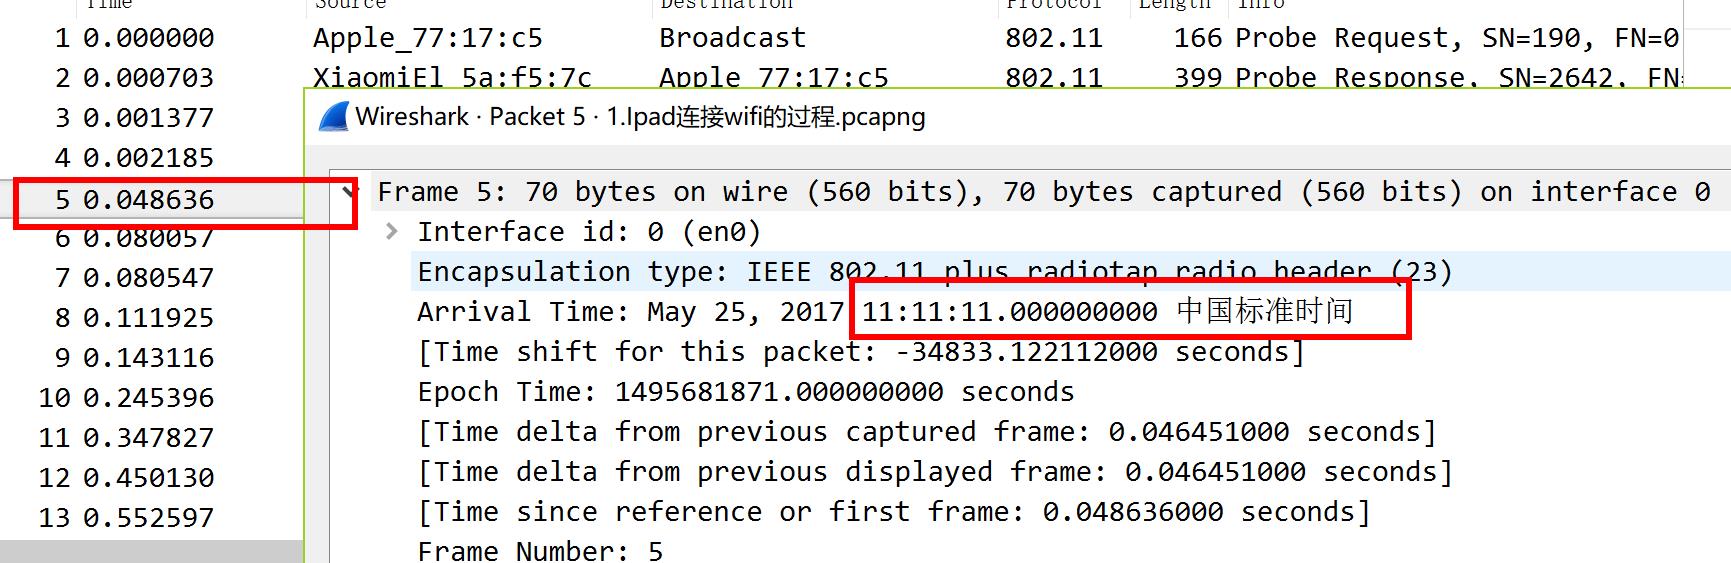 Time Source Destination Protocol Length Info
1 0.000000 Apple_77:17:c5 Broadcast 802.11 166 Probe Request, SN=190, FN=0
2 0.000703 XiaomiEl_5a:f5:7c Apple_77:17:c5 802.11 399 Probe Response, SN=2642, FN=
3 0.001377
4 0.002185
5 0.048636
6 0.080057
7 0.080547
8 0.111925
9 0.143116
10 0.245396
11 0.347827
12 0.450130
13 0.552597
Wireshark · Packet 5 · 1.Ipad连接wifi的过程.pcapng
Frame 5: 70 bytes on wire (560 bits), 70 bytes captured (560 bits) on interface 0
Interface id: 0 (en0)
Encapsulation type: IEEE 802.11 plus radiotap radio header (23)
Arrival Time: May 25, 2017 11:11:11.000000000 中国标准时间
[Time shift for this packet: -34833.122112000 seconds]
Epoch Time: 1495681871.000000000 seconds
[Time delta from previous captured frame: 0.046451000 seconds]
[Time delta from previous displayed frame: 0.046451000 seconds]
[Time since reference or first frame: 0.048636000 seconds]
Frame Number: 5